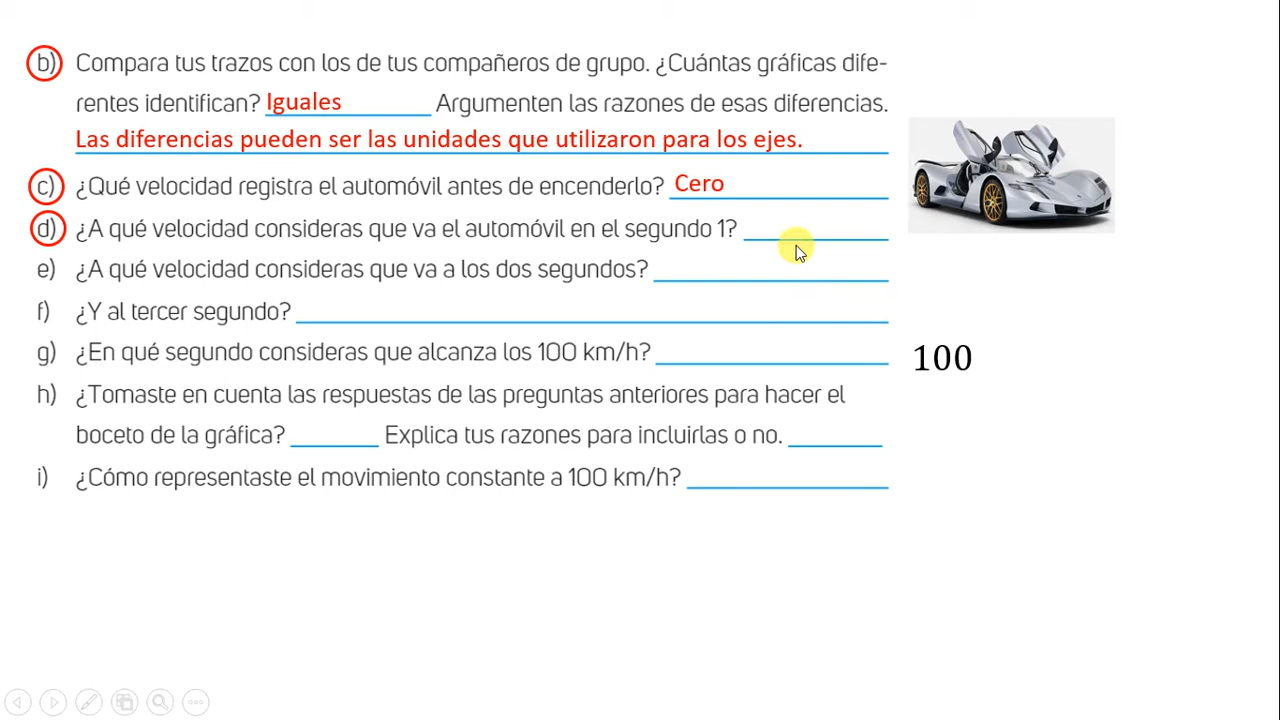 b) Compara tus trazos con los de tus compañeros de grupo. ¿Cuántas gráficas dife-
rentes identifican? Iguales Argumenten las razones de esas diferencias.
Las diferencias pueden ser las unidades que utilizaron para los ejes.
c) ¿Qué velocidad registra el automóvil antes de encenderlo? Cero
d) ¿A qué velocidad consideras que va el automóvil en el segundo 1?
e) ¿A qué velocidad consideras que va a los dos segundos?
f) ¿Y al tercer segundo?
g) ¿En qué segundo consideras que alcanza los 100 km/h?
100
h) ¿Tomaste en cuenta las respuestas de las preguntas anteriores para hacer el
boceto de la gráfica? Explica tus razones para incluirlas o no.
i) ¿Cómo representaste el movimiento constante a 100 km/h?